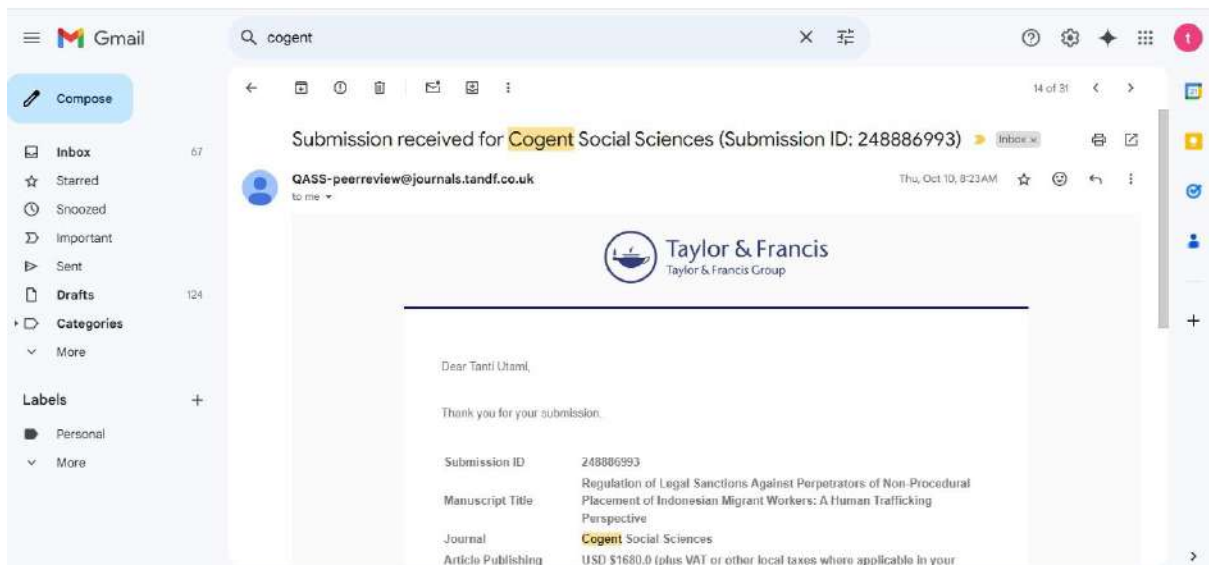 Gmail
cogent
Compose
14 of 31
Inbox 67
Starred
Snoozed
Important
Sent
Drafts 124
Categories
More
Labels
Personal
More
Submission received for Cogent Social Sciences (Submission ID: 248886993)
Inbox x
QASS-peerreview@journals.tandf.co.uk
Thu, Oct 10, 8:23 AM
to me
Taylor & Francis
Taylor & Francis Group
Dear Tanti Utami,
Thank you for your submission.
Submission ID 248886993
Manuscript Title Regulation of Legal Sanctions Against Perpetrators of Non-Procedural
Placement of Indonesian Migrant Workers: A Human Trafficking
Perspective
Journal Cogent Social Sciences
Article Publishing USD $1680.0 (plus VAT or other local taxes where applicable in your
t